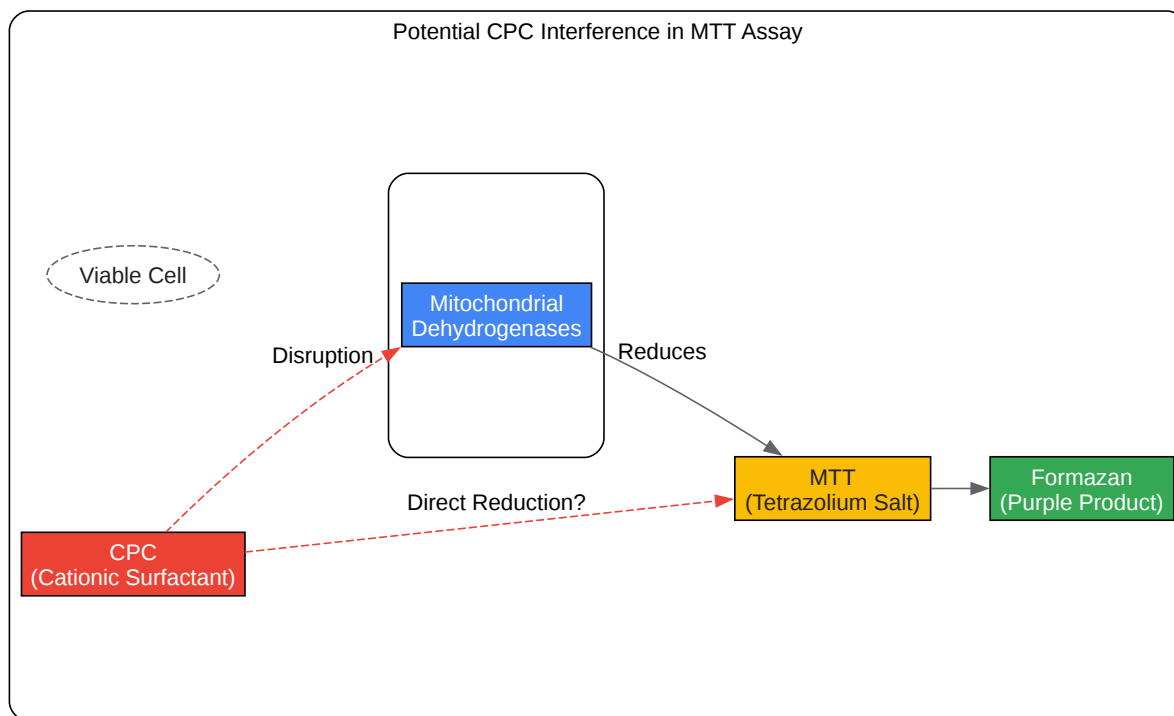 Potential CPC Interference in MTT Assay
Viable Cell
Mitochondrial
Dehydrogenases
Disruption
Reduces
MTT
(Tetrazolium Salt)
Formazan
(Purple Product)
Direct Reduction?
CPC
(Cationic Surfactant)